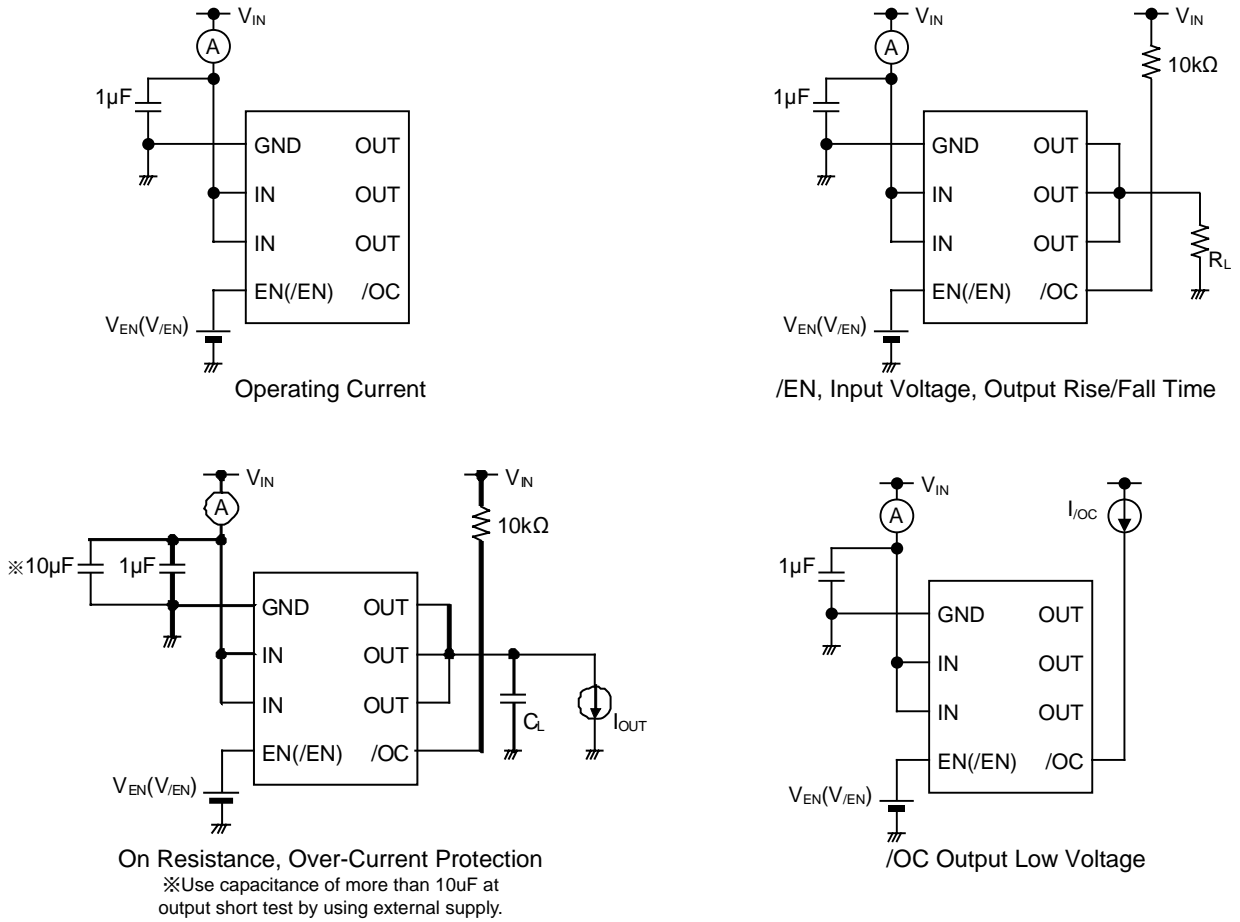 VIN
A
1µF
GND OUT
IN OUT
IN OUT
EN(/EN) /OC
VEN(V/EN)
Operating Current
VIN VIN
A
10kΩ
1µF
GND OUT
IN OUT
IN OUT
RL
EN(/EN) /OC
VEN(V/EN)
/EN, Input Voltage, Output Rise/Fall Time
VIN VIN
A
10kΩ
※10µF 1µF
GND OUT
IN OUT
IN OUT
CL IOUT
EN(/EN) /OC
VEN(V/EN)
On Resistance, Over-Current Protection
※Use capacitance of more than 10uF at
output short test by using external supply.
VIN
I/OC
A
1µF
GND OUT
IN OUT
IN OUT
EN(/EN) /OC
VEN(V/EN)
/OC Output Low Voltage